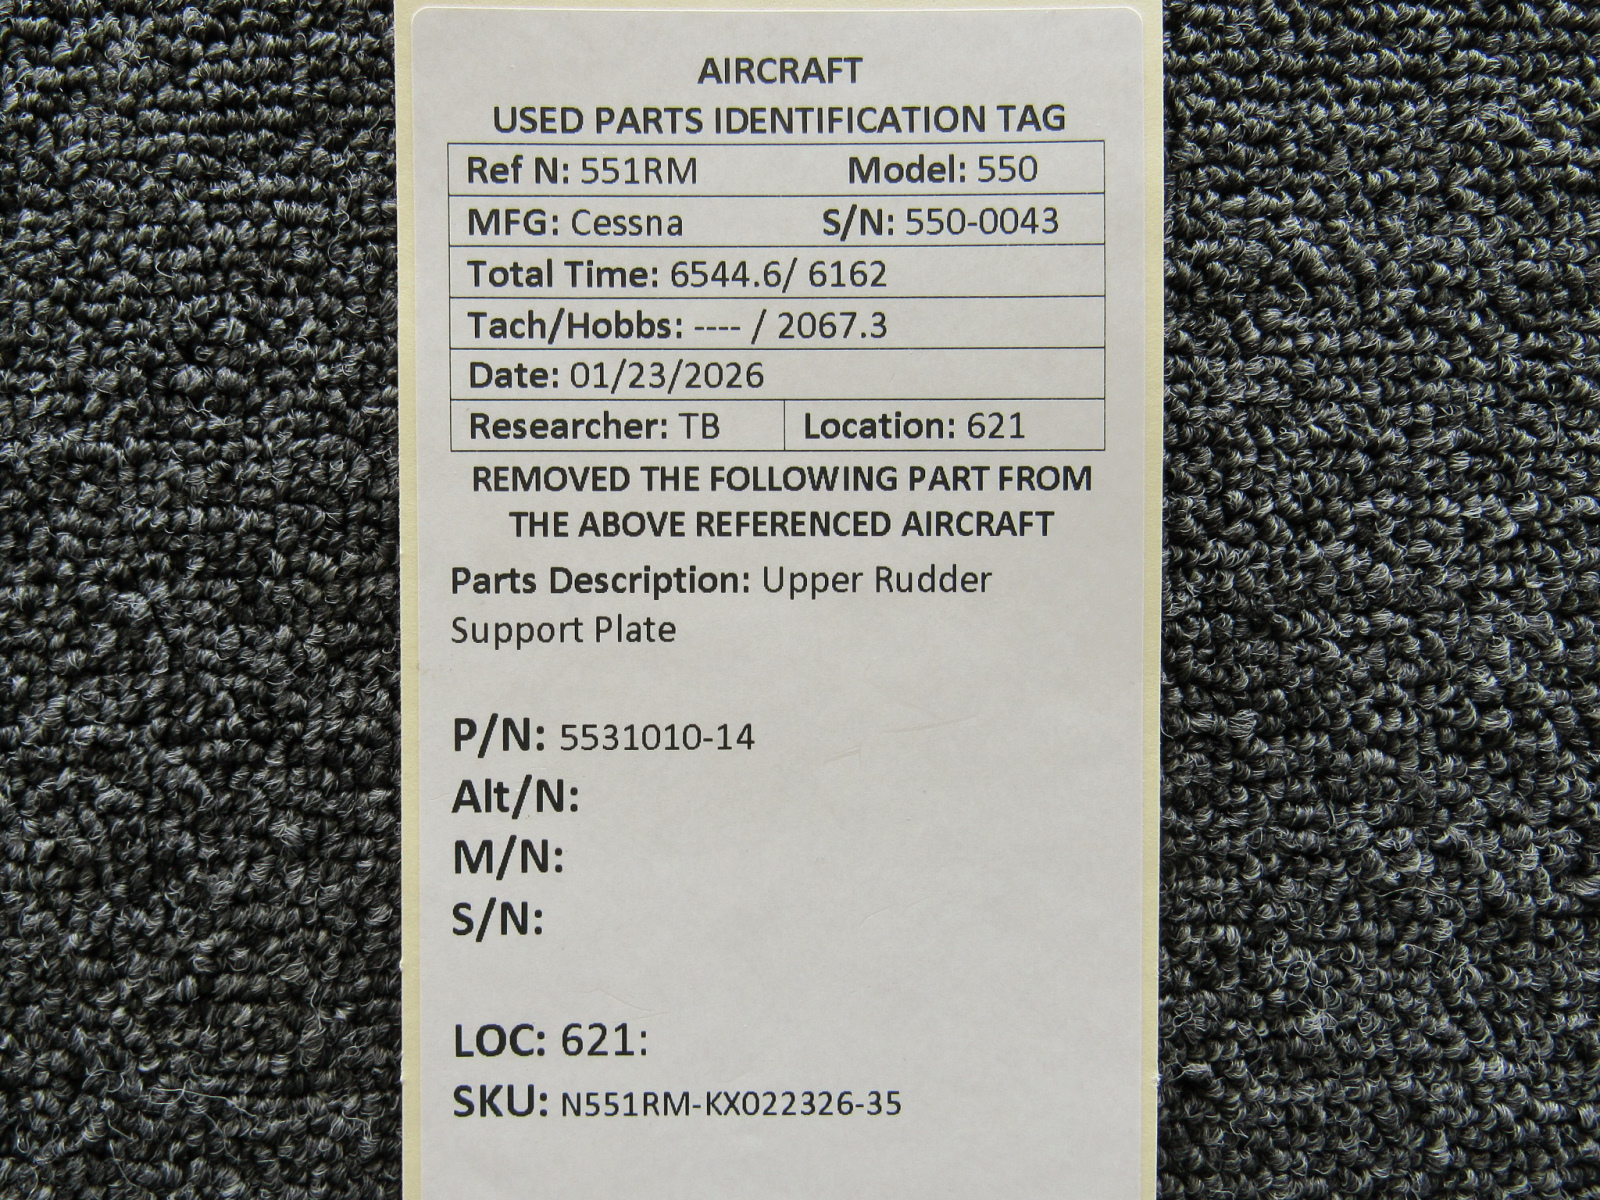 AIRCRAFT
USED PARTS IDENTIFICATION TAG
Ref N: 551RM Model: 550
MFG: Cessna S/N: 550-0043
Total Time: 6544.6/ 6162
Tach/Hobbs: ---- / 2067.3
Date: 01/23/2026
Researcher: TB Location: 621
REMOVED THE FOLLOWING PART FROM
THE ABOVE REFERENCED AIRCRAFT
Parts Description: Upper Rudder
Support Plate
P/N: 5531010-14
Alt/N:
M/N:
S/N:
LOC: 621:
SKU: N551RM-KX022326-35